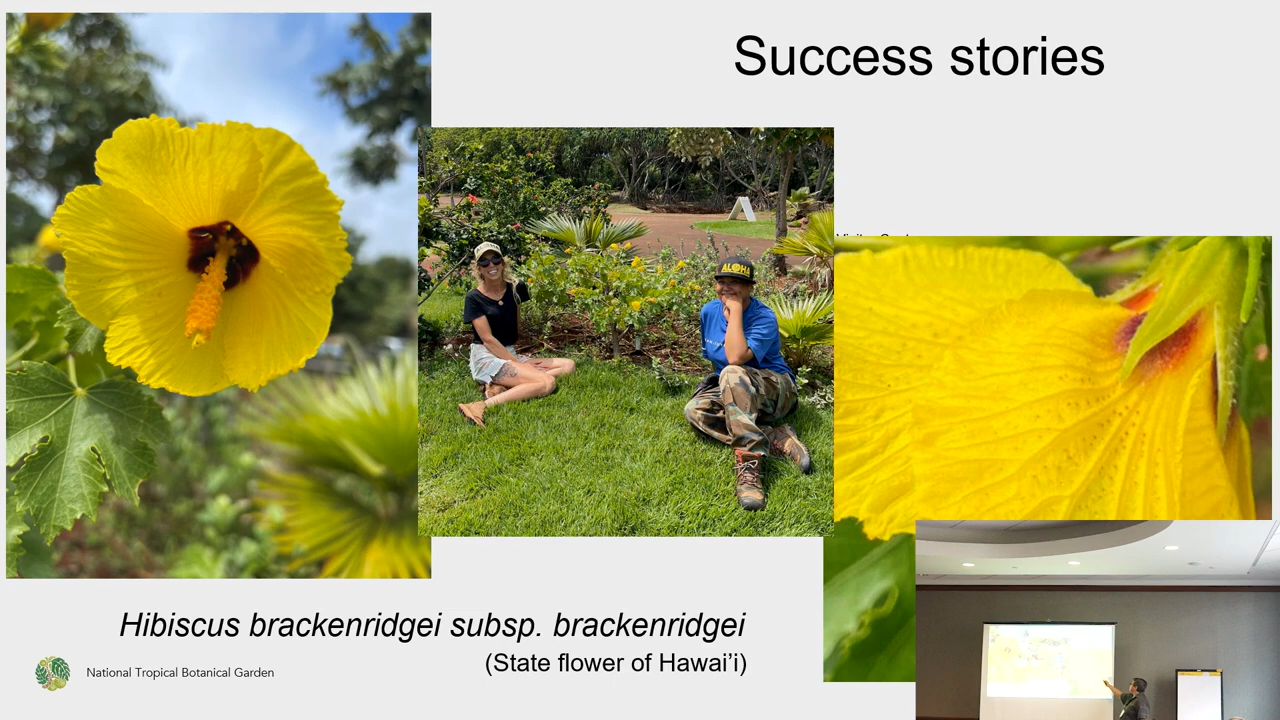 Success stories
ALOHA
Hibiscus brackenridgei subsp. brackenridgei
(State flower of Hawai’i)
National Tropical Botanical Garden